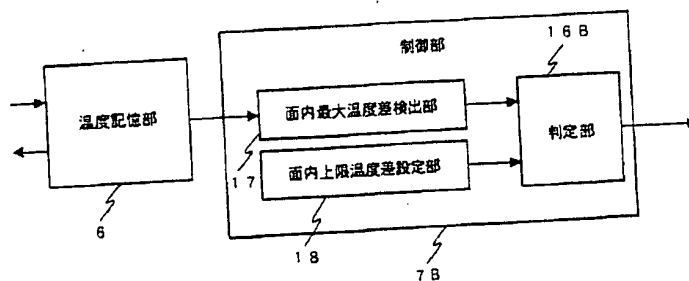 16B
制御部
温度記憶部
面内最大温度差検出部
判定部
17
面内上限温度差設定部
6
18
7B